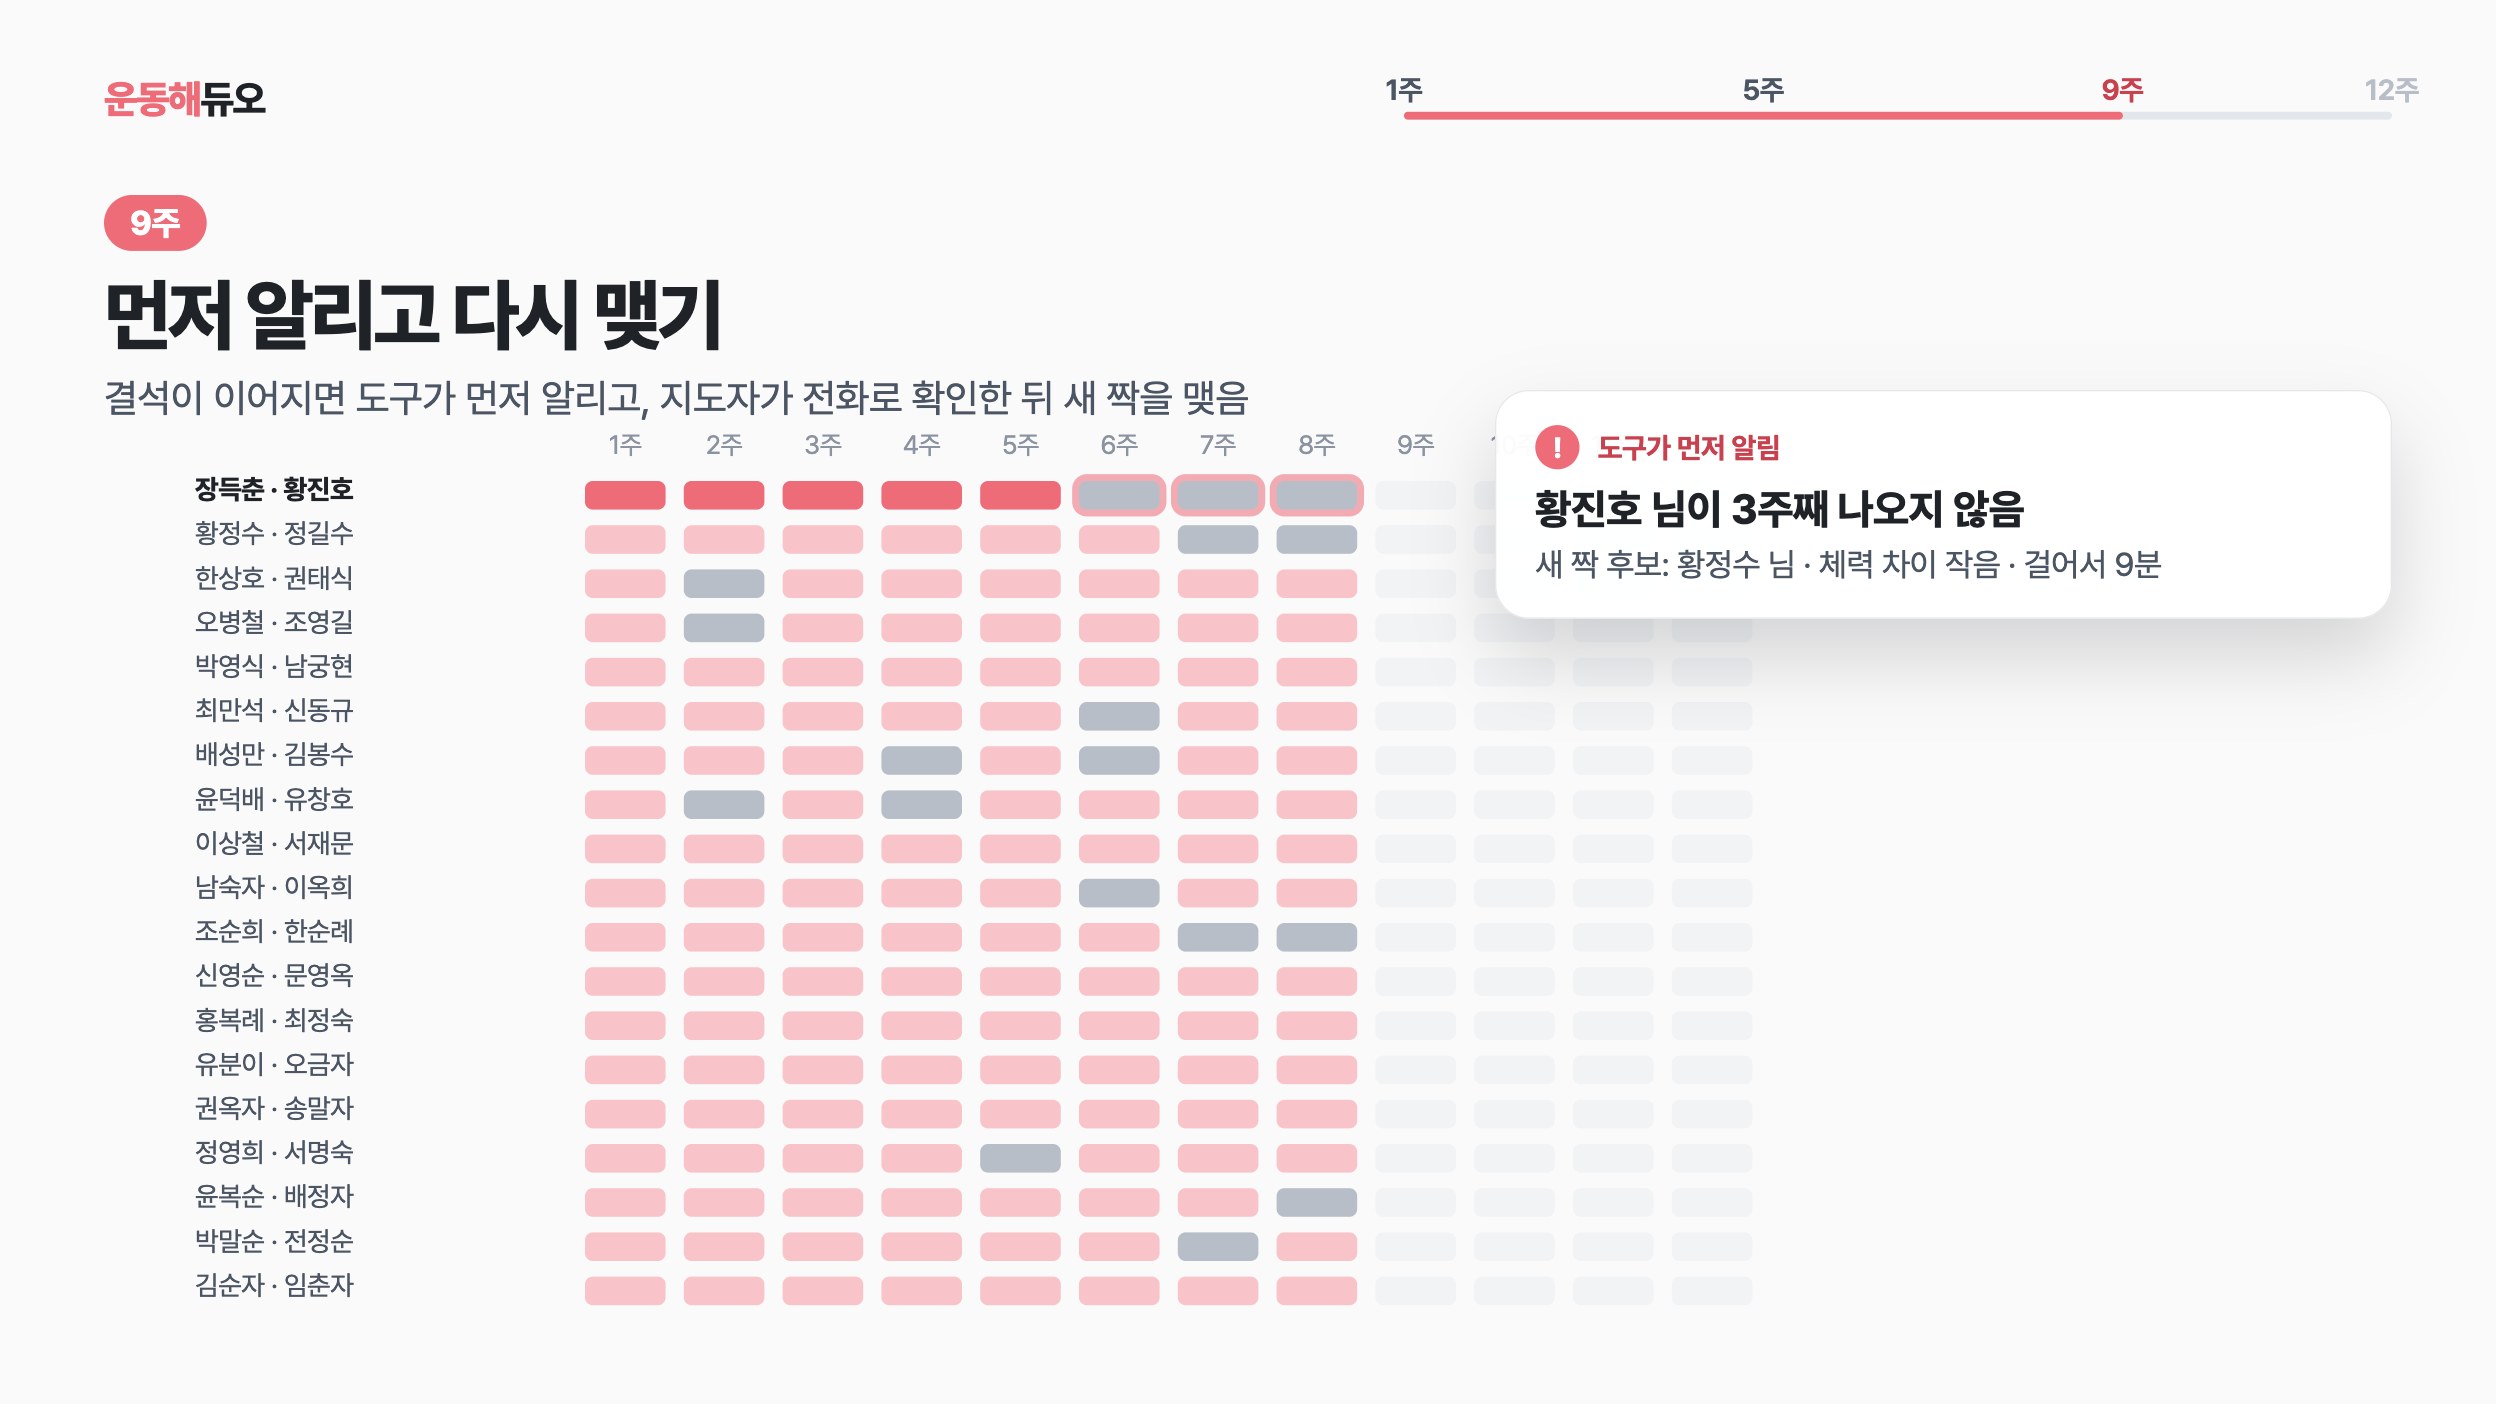 운동해듀오
1주 5주 9주 12주
9주
먼저 알리고 다시 맺기
결석이 이어지면 도구가 먼저 알리고, 지도자가 전화로 확인한 뒤 새 짝을 맺음
1주 2주 3주 4주 5주 6주 7주 8주 9주
! 도구가 먼저 알림
황진호 님이 3주째 나오지 않음
새 짝 후보: 황정수 님 · 체력 차이 작음 · 걸어서 9분
장득춘 · 황진호
황정수 · 정길수
한상호 · 권태식
오병철 · 조영길
박영식 · 남궁현
최만석 · 신동규
배성만 · 김봉수
윤덕배 · 유창호
이상철 · 서재문
남숙자 · 이옥희
조순희 · 한순례
신영순 · 문영옥
홍복례 · 최정숙
유분이 · 오금자
권옥자 · 송말자
정영희 · 서명숙
윤복순 · 배정자
박말순 · 전정순
김순자 · 임춘자